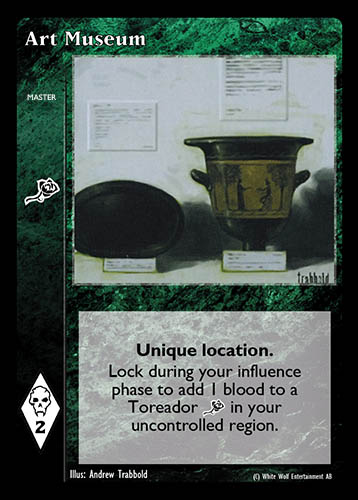 Art Museum
MASTER
trabbold
Unique location.
Lock during your influence
phase to add 1 blood to a
Toreador in your
uncontrolled region.
2
Illus: Andrew Trabbold
(C) White Wolf Entertainment AB